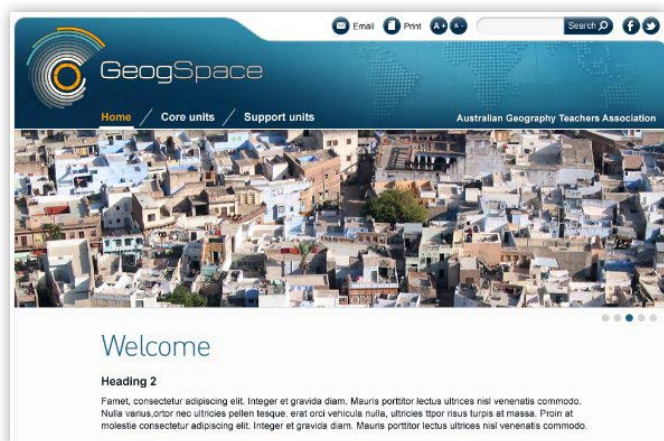 Email Print A+ A- Search
GeogSpace
Home / Core units / Support units
Australian Geography Teachers Association
Welcome
Heading 2
Famet, consectetur adipiscing elit. Integer et gravida diam. Mauris porttitor lectus ultrices nisl venenatis commodo.
Nulla varius,ortor nec ultricies pellen tesque, erat orci vehicula nulla, ultricies ttpor risus turpis at massa. Proin at
molestie consectetur adipiscing elit. Integer et gravida diam. Mauris porttitor lectus ultrices nisl venenatis commodo.